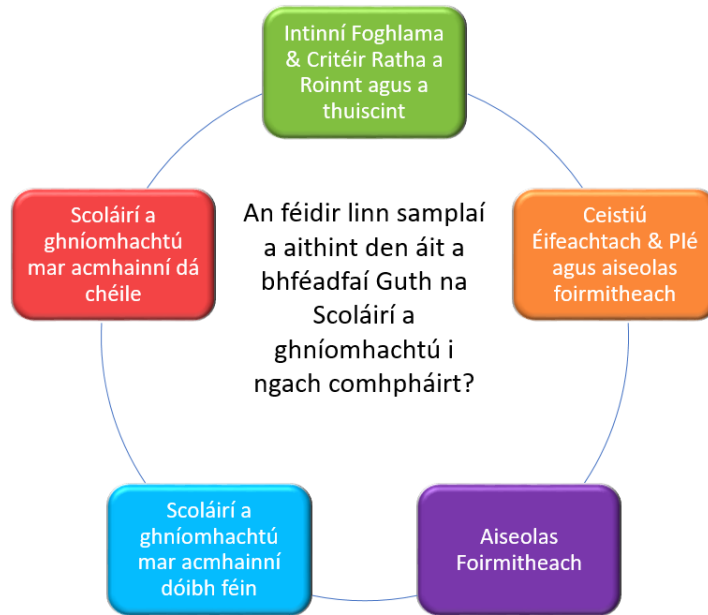 Intinní Foghlama
& Critéir Ratha a
Roinnt agus a
thuiscint
Scoláirí a
ghníomhachtú
mar acmhainní dá
chéile
An féidir linn samplaí
a aithint den áit a
bhféadfaí Guth na
Scoláirí a
ghníomhachtú i
ngach comhpháirt?
Ceistiú
Éifeachtach & Plé
agus aiseolas
foirmitheach
Scoláirí a
ghníomhachtú
mar acmhainní
dóibh féin
Aiseolas
Foirmitheach